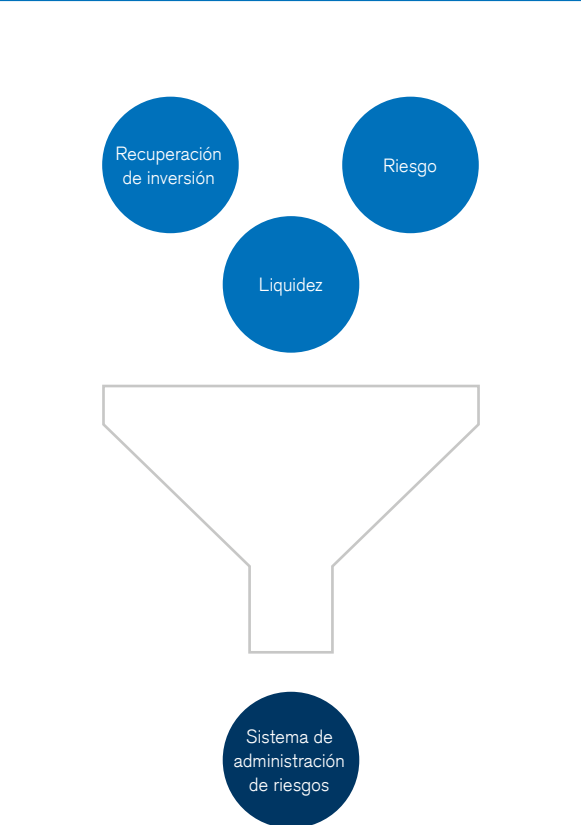 Recuperación
de inversión
Riesgo
Liquidez
Sistema de
administración
de riesgos